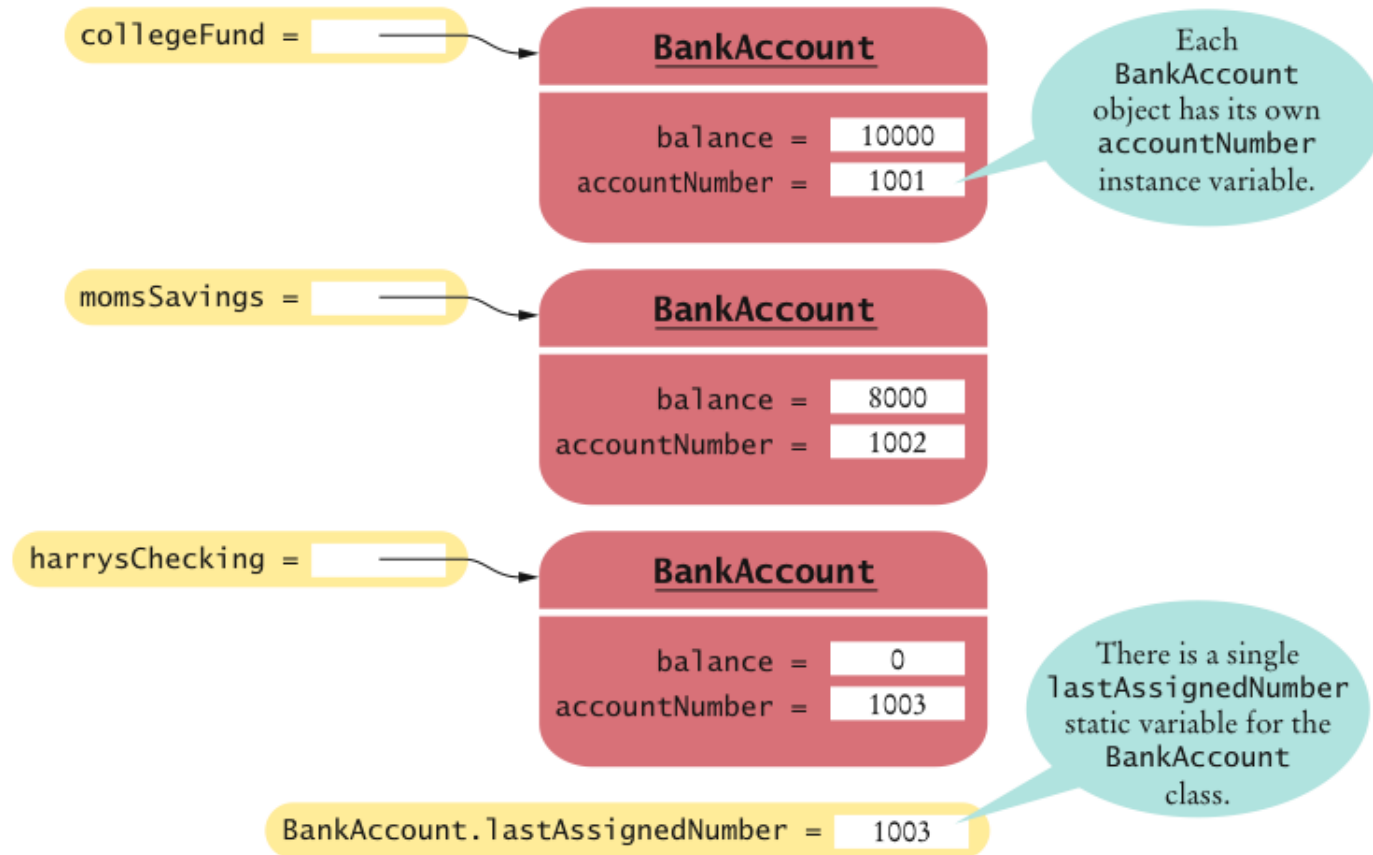 collegeFund =
BankAccount
balance = 10000
accountNumber = 1001
Each
BankAccount
object has its own
accountNumber
instance variable.
momsSavings =
BankAccount
balance = 8000
accountNumber = 1002
harrysChecking =
BankAccount
balance = 0
accountNumber = 1003
There is a single
lastAssignedNumber
static variable for the
BankAccount
class.
BankAccount.lastAssignedNumber = 1003